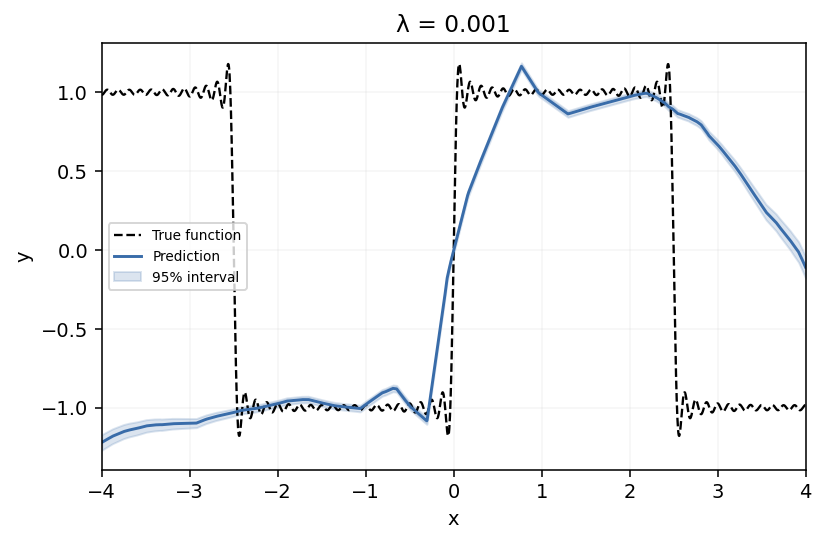 λ = 0.001
y
1.0
0.5
0.0
−0.5
−1.0
True function
Prediction
95% interval
−4 −3 −2 −1 0 1 2 3 4
x